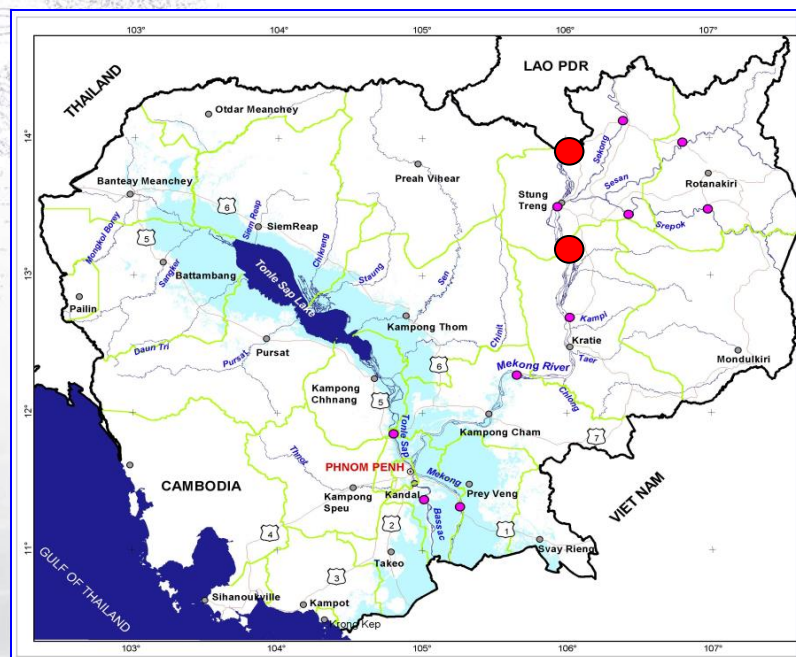 103° 104° 105° 106° 107°
LAO PDR
THAILAND
Otdar Meanchey
14°
14°
Sekong
Banteay Meanchey
Preah Vihear
Sesan
Rotanakiri
6
Stung
Treng
Siem Reap
SiemReap
Srepok
Mongkol Borey
5
Chikreng
Staung
13°
13°
Sangker
Battambang
Tonle Sap Lake
Sen
Pailin
Kampong Thom
Kampi
Chinit
Kratie
Daun Tri
Pursat
Pursat
Taer
Mondulkiri
6
Mekong River
Kampong
Chhnang
5
Chlong
12°
12°
Tonle Sap
Kampong Cham
7
Thnot
PHNOM PENH
CAMBODIA
Mekong
Kampong
Speu
Kandal
Prey Veng
VIET NAM
Bassac
2
1
11°
11°
4
Svay Rieng
Takeo
GULF OF THAILAND
3
Sihanoukville
Kampot
Krong Kep
103° 104° 105° 106° 107°